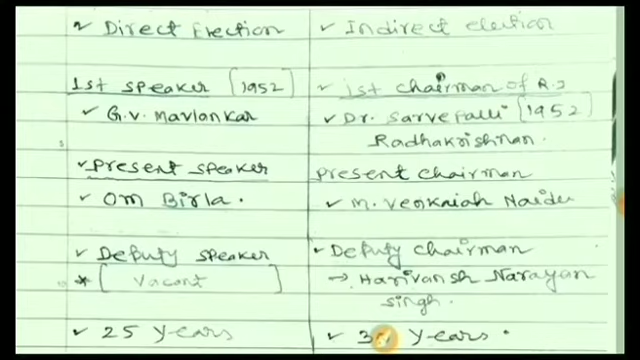 Direct Election
Indirect election
1st speaker [1952]
1st chairman of R.S
G.V. Mavlankar
Dr. Sarvepalli [1952]
Radhakrishnan.
Present speaker
Present chairman
Om Birla.
M. Venkaiah Naidu
Deputy speaker
Deputy chairman
* [ Vacant ]
→ Harivansh Narayan
singh.
25 years
years